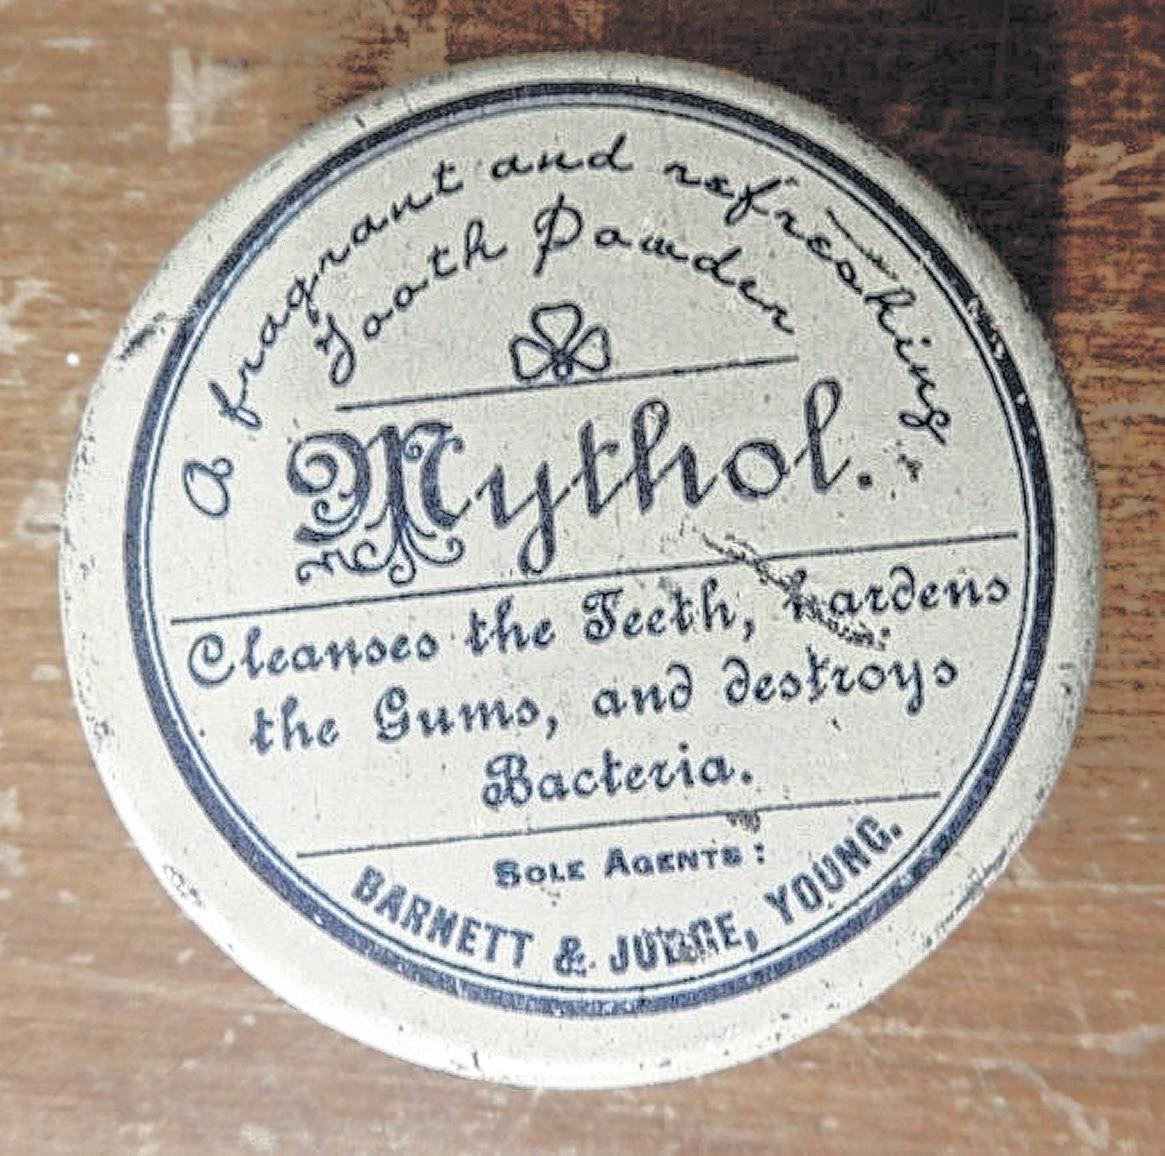 A fragrant and refreshing
Tooth Powder
Mythol.
Cleanses the Teeth, hardens
the Gums, and destroys
Bacteria.
SOLE AGENTS:
BARNETT & JUDGE, YOUNG.